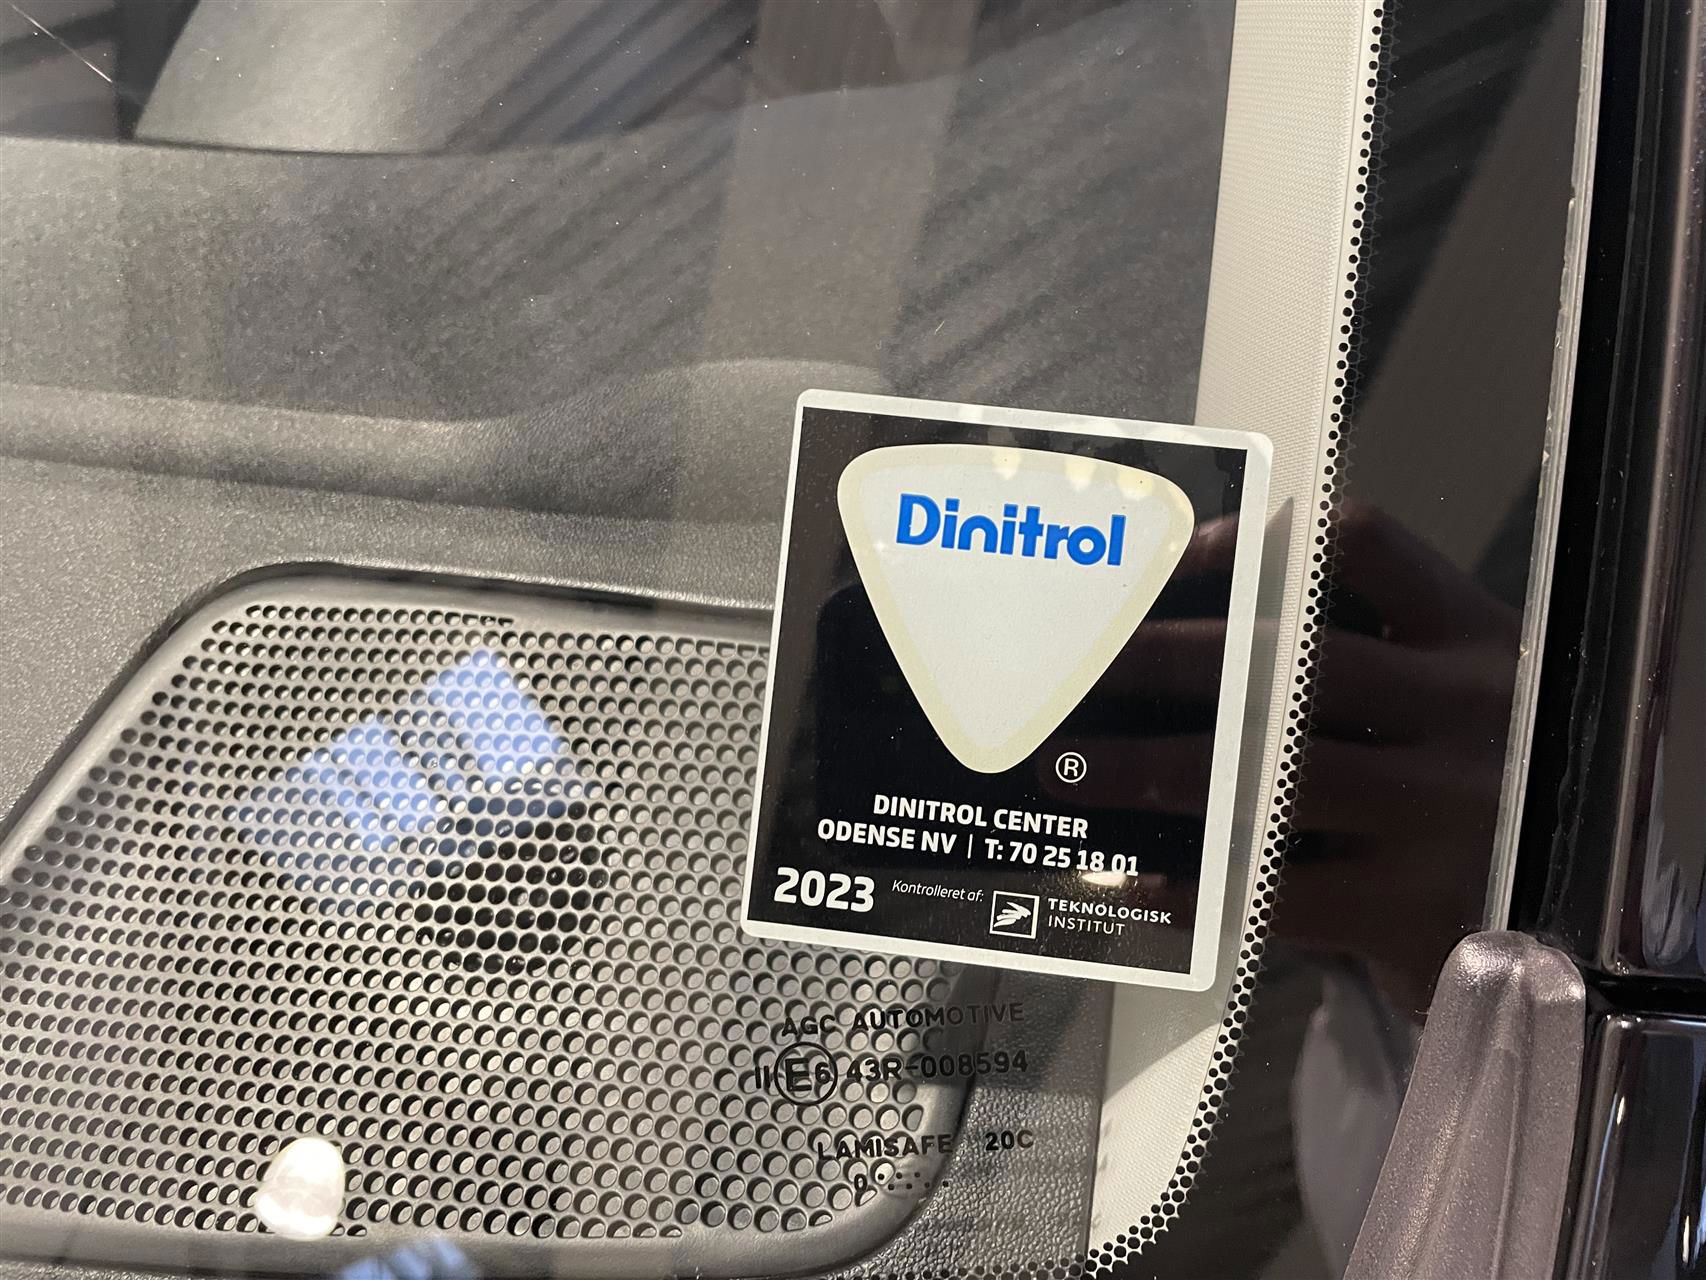 Dinitrol
®
DINITROL CENTER
ODENSE NV | T: 70 25 18 01
2023 Kontrolleret af: TEKNOLOGISK
INSTITUT
AGC AUTOMOTIVE
II E6 43R-008594
LAMISAFE 20C